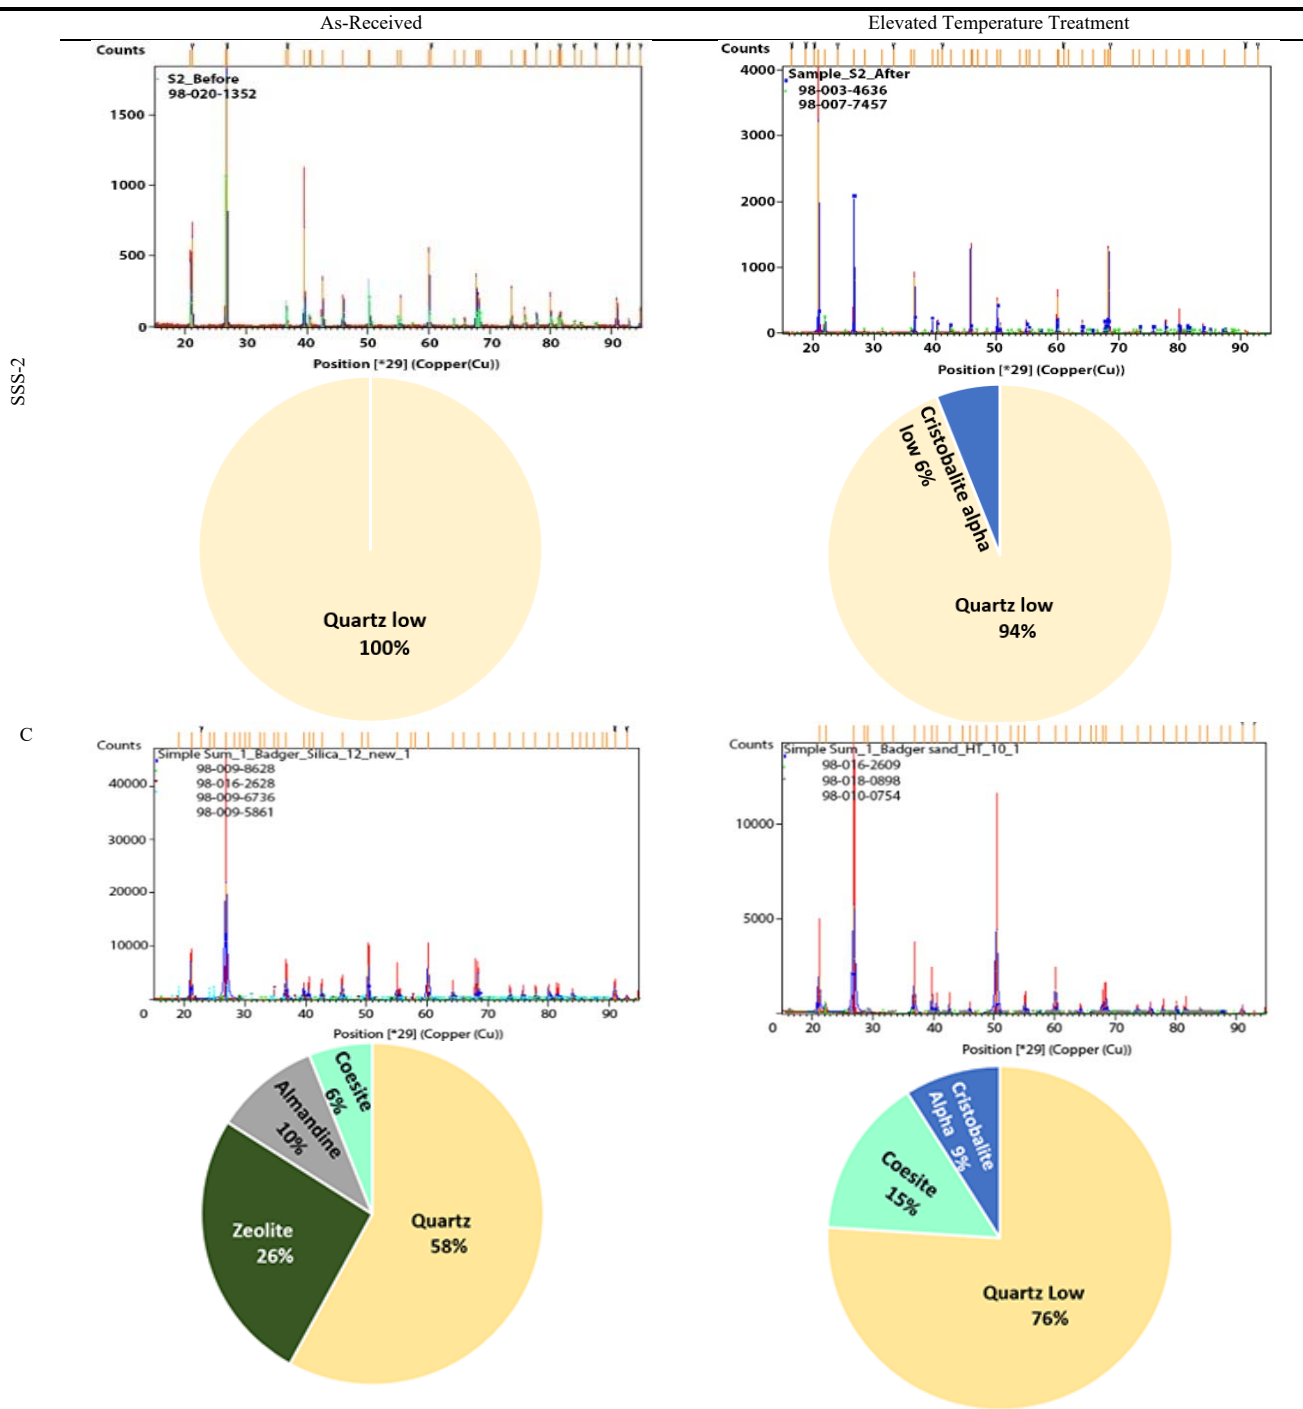 As-Received
Elevated Temperature Treatment
SSS-2
Counts
S2_Before
98-020-1352
1500
1000
500
0
20 30 40 50 60 70 80 90
Position [*29] (Copper(Cu))
Counts
Sample_S2_After
98-003-4636
98-007-7457
4000
3000
2000
1000
0
20 30 40 50 60 70 80 90
Position [*29] (Copper(Cu))
Quartz low
100%
Cristobalite alpha
low 6%
Quartz low
94%
C
Counts
Simple Sum_1_Badger_Silica_12_new_1
98-009-8628
98-016-2628
98-009-6736
98-009-5861
40000
30000
20000
10000
0 20 30 40 50 60 70 80 90
Position [*29] (Copper (Cu))
Counts
Simple Sum_1_Badger sand_HT_10_1
98-016-2609
98-018-0898
98-010-0754
10000
5000
0 20 30 40 50 60 70 80 90
Position [*29] (Copper (Cu))
Coesite
6%
Almandine
10%
Zeolite
26%
Quartz
58%
Cristobalite
Alpha 9%
Coesite
15%
Quartz Low
76%